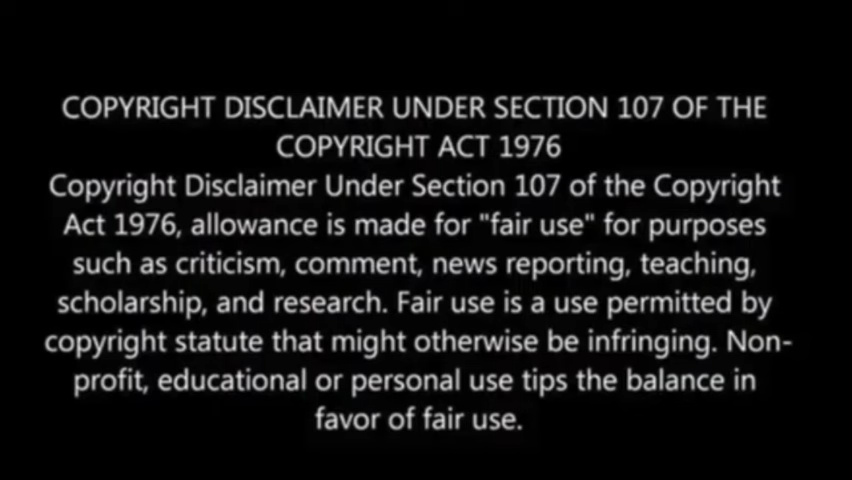 COPYRIGHT DISCLAIMER UNDER SECTION 107 OF THE
COPYRIGHT ACT 1976
Copyright Disclaimer Under Section 107 of the Copyright
Act 1976, allowance is made for "fair use" for purposes
such as criticism, comment, news reporting, teaching,
scholarship, and research. Fair use is a use permitted by
copyright statute that might otherwise be infringing. Non-
profit, educational or personal use tips the balance in
favor of fair use.